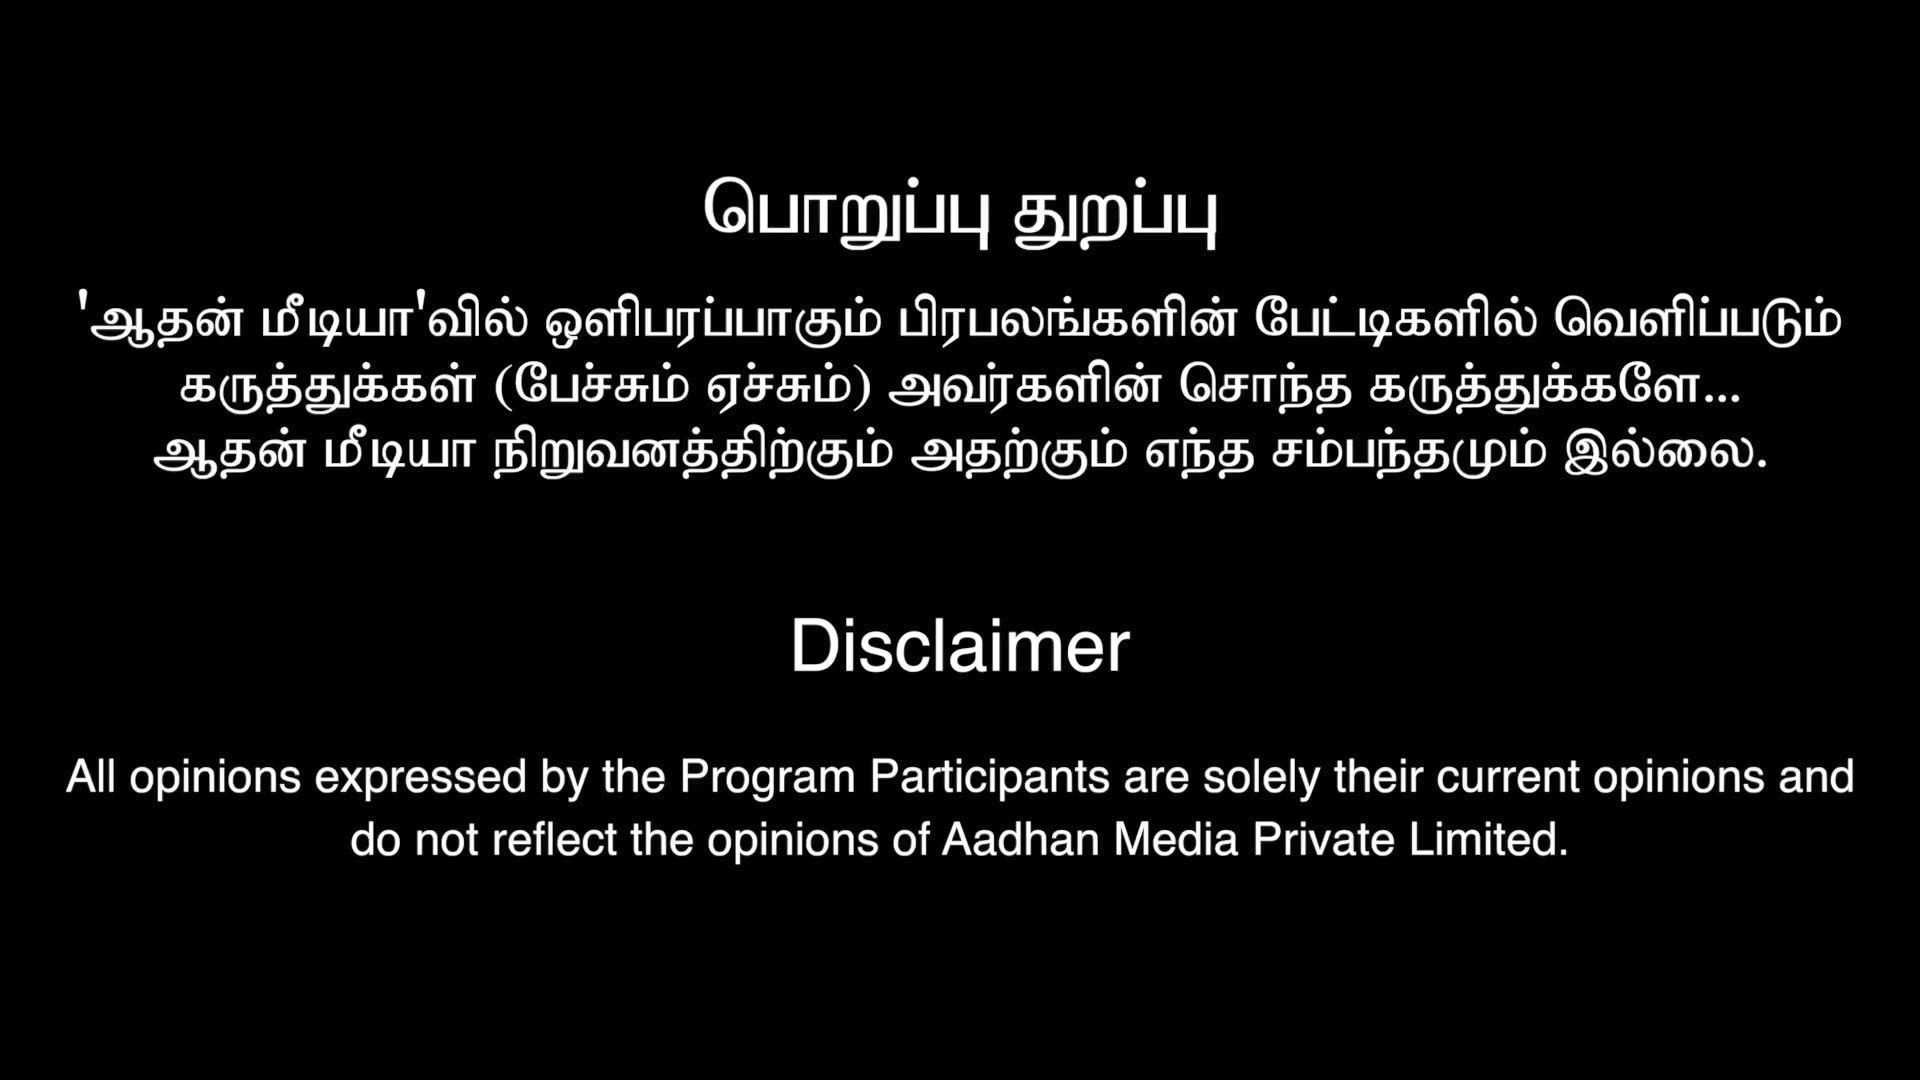 பொறுப்பு துறப்பு
'ஆதன் மீடியா'வில் ஒளிபரப்பாகும் பிரபலங்களின் பேட்டிகளில் வெளிப்படும்
கருத்துக்கள் (பேச்சும் ஏச்சும்) அவர்களின் சொந்த கருத்துக்களே...
ஆதன் மீடியா நிறுவனத்திற்கும் அதற்கும் எந்த சம்பந்தமும் இல்லை.
Disclaimer
All opinions expressed by the Program Participants are solely their current opinions and
do not reflect the opinions of Aadhan Media Private Limited.